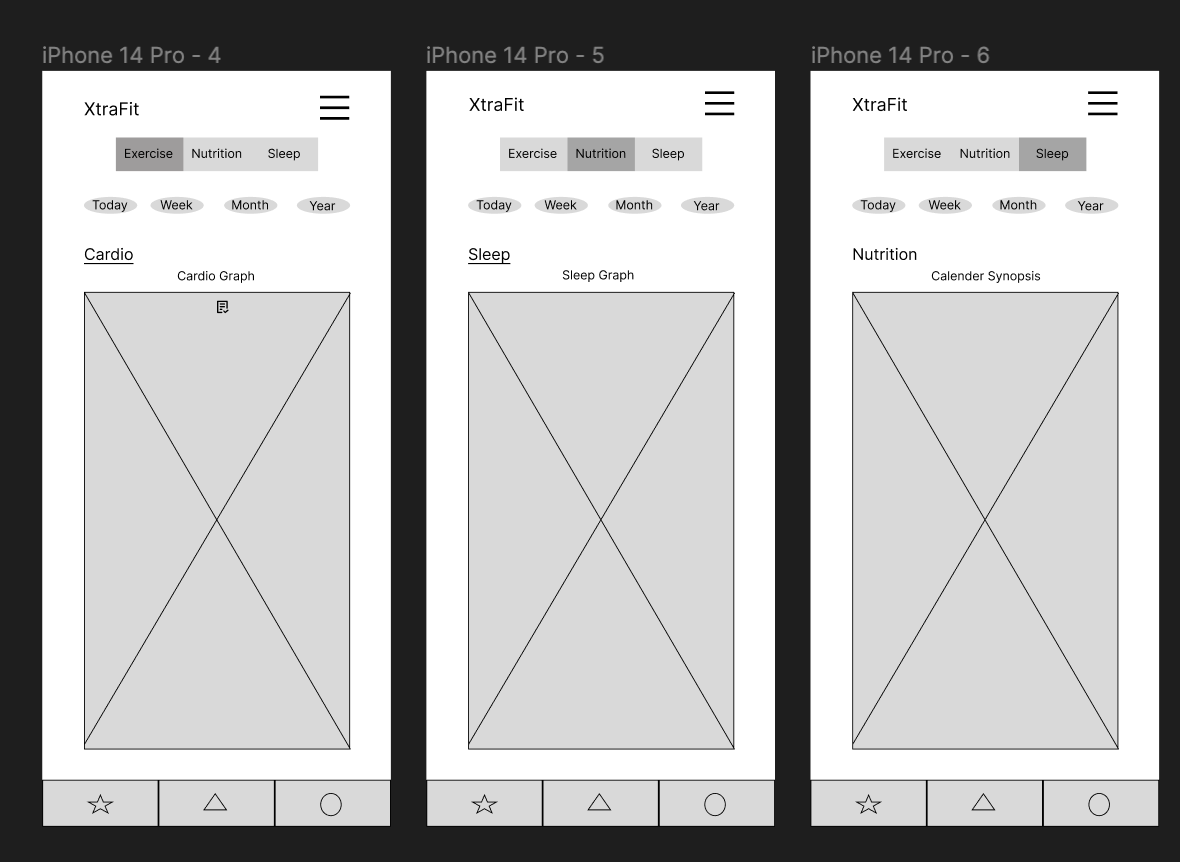 iPhone 14 Pro - 4
XtraFit
Exercise Nutrition Sleep
Today Week Month Year
Cardio
Cardio Graph
iPhone 14 Pro - 5
XtraFit
Exercise Nutrition Sleep
Today Week Month Year
Sleep
Sleep Graph
iPhone 14 Pro - 6
XtraFit
Exercise Nutrition Sleep
Today Week Month Year
Nutrition
Calender Synopsis